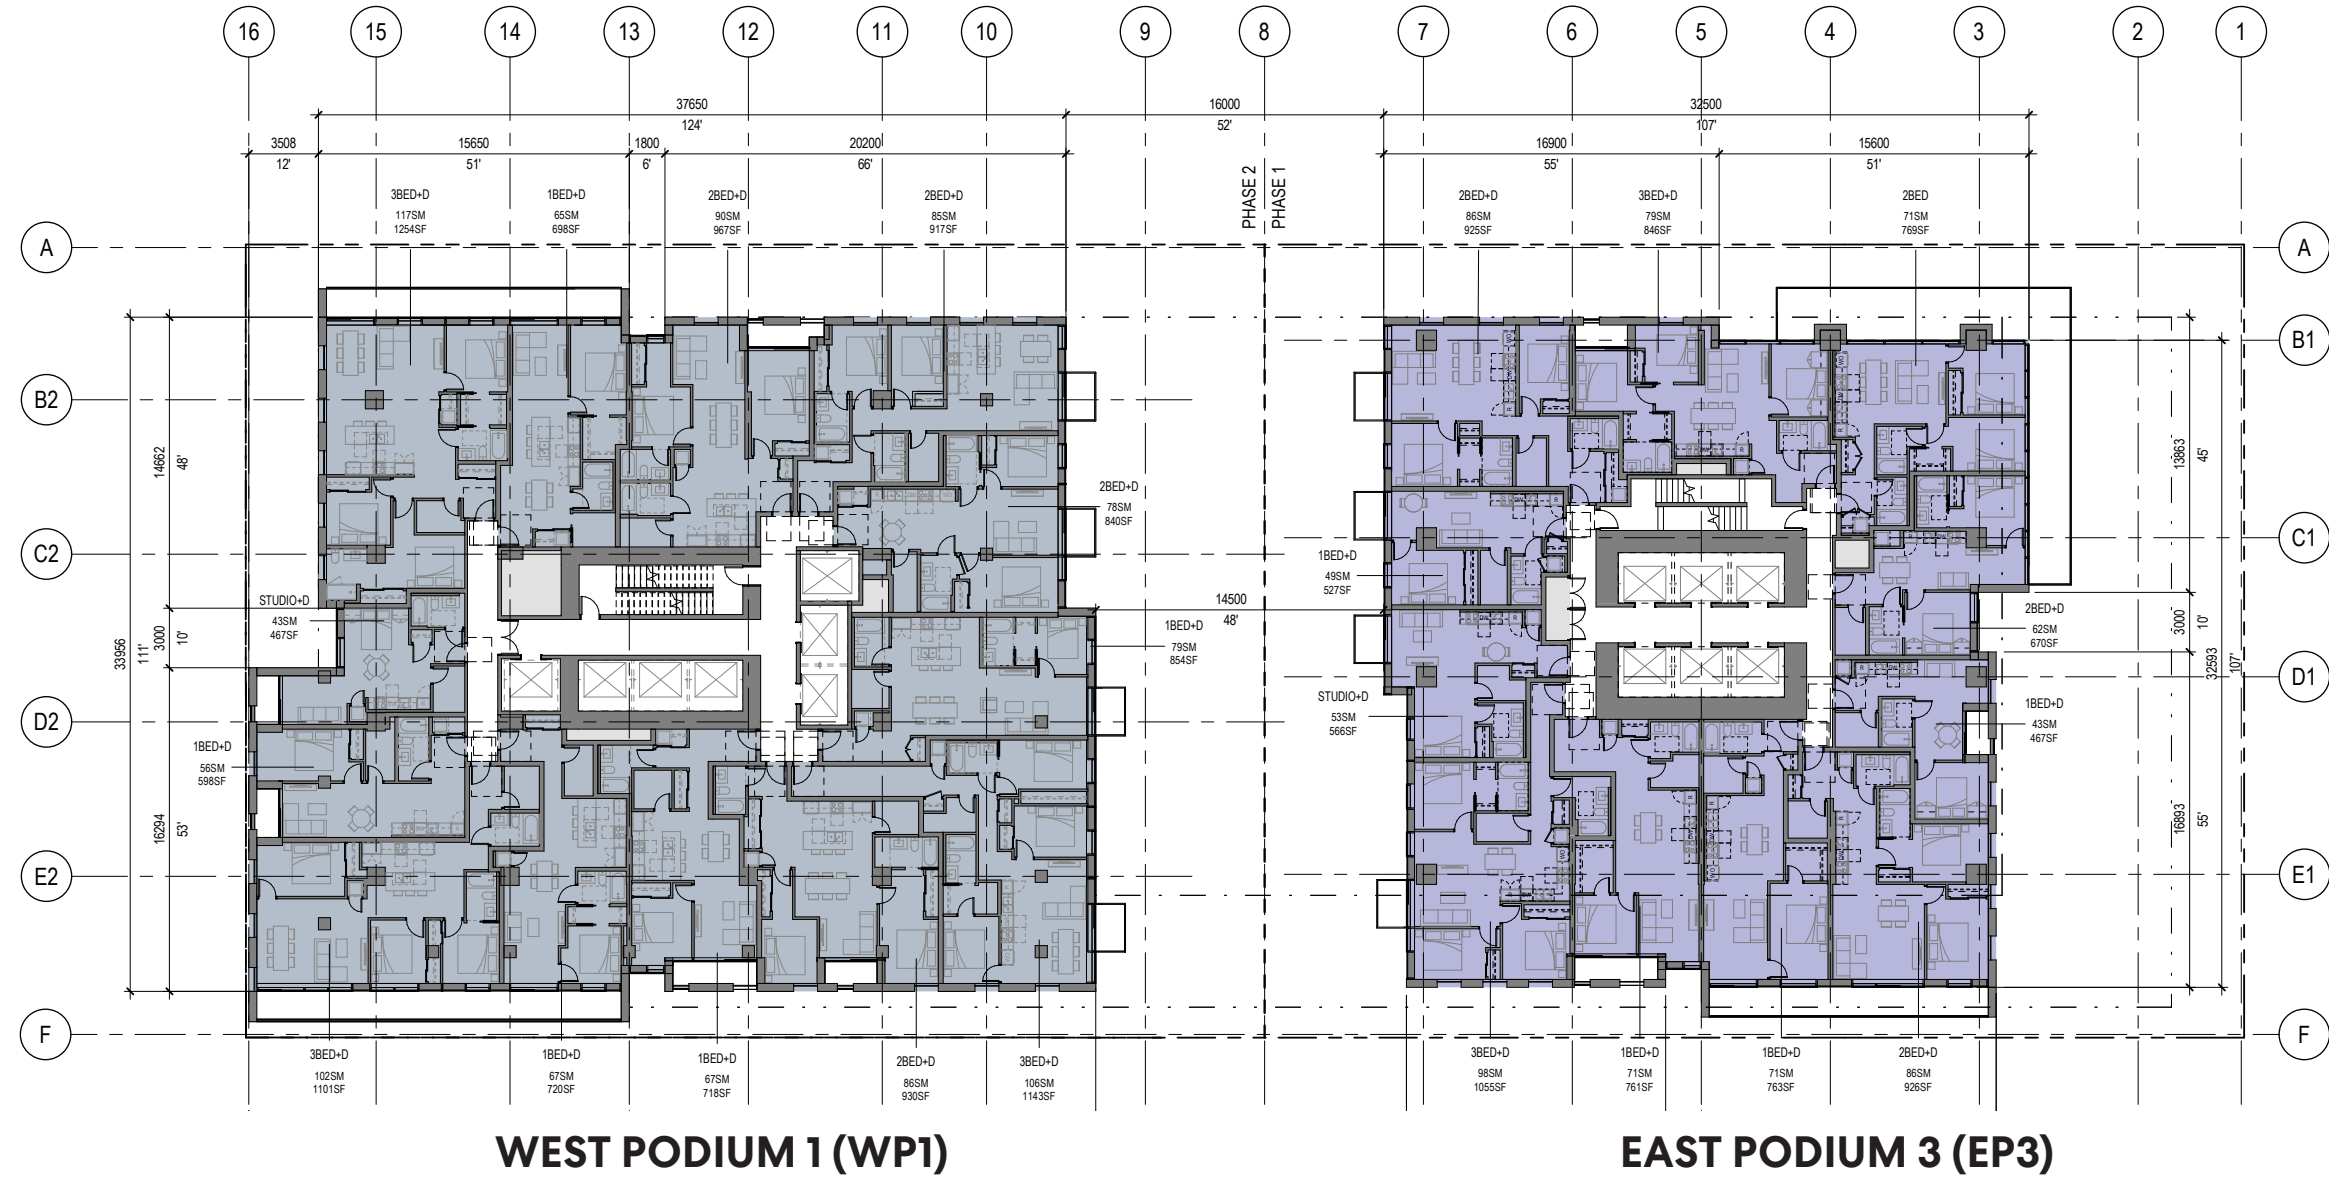 16 15 14 13 12 11 10 9 8 7 6 5 4 3 2 1
37650 16000 32500
124' 52' 107'
3508 15650 1800 20200 16900 15600
12' 51' 6' 66' 55' 51'
PHASE 2
PHASE 1
3BED+D
117SM
1254SF
1BED+D
65SM
698SF
2BED+D
90SM
967SF
2BED+D
85SM
917SF
2BED+D
86SM
925SF
3BED+D
79SM
846SF
2BED
71SM
769SF
A A
B2 B1
C2 C1
D2 D1
E2 E1
F F
33956
111'
14662
48'
3000
10'
16294
53'
STUDIO+D
43SM
467SF
1BED+D
56SM
598SF
2BED+D
78SM
840SF
1BED+D
79SM
854SF
14500
48'
1BED+D
49SM
527SF
STUDIO+D
53SM
566SF
2BED+D
62SM
670SF
1BED+D
43SM
467SF
13863
45'
3000
10'
32593
107'
16893
55'
3BED+D
102SM
1101SF
1BED+D
67SM
720SF
1BED+D
67SM
718SF
2BED+D
86SM
930SF
3BED+D
106SM
1143SF
3BED+D
98SM
1055SF
1BED+D
71SM
761SF
1BED+D
71SM
763SF
2BED+D
86SM
926SF
WEST PODIUM 1 (WP1)
EAST PODIUM 3 (EP3)